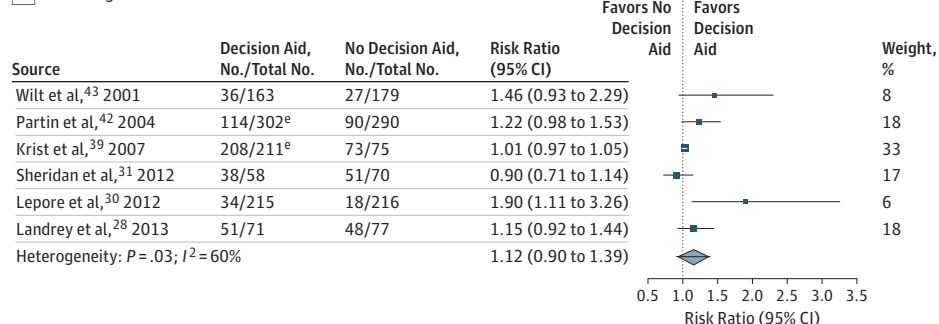 Favors No Decision Aid
Favors Decision Aid
Source
Decision Aid, No./Total No.
No Decision Aid, No./Total No.
Risk Ratio (95% CI)
Weight, %
Wilt et al,43 2001 36/163 27/179 1.46 (0.93 to 2.29) 8
Partin et al,42 2004 114/302e 90/290 1.22 (0.98 to 1.53) 18
Krist et al,39 2007 208/211e 73/75 1.01 (0.97 to 1.05) 33
Sheridan et al,31 2012 38/58 51/70 0.90 (0.71 to 1.14) 17
Lepore et al,30 2012 34/215 18/216 1.90 (1.11 to 3.26) 6
Landrey et al,28 2013 51/71 48/77 1.15 (0.92 to 1.44) 18
Heterogeneity: P = .03; I2 = 60% 1.12 (0.90 to 1.39)
0.5 1.0 1.5 2.0 2.5 3.0 3.5
Risk Ratio (95% CI)